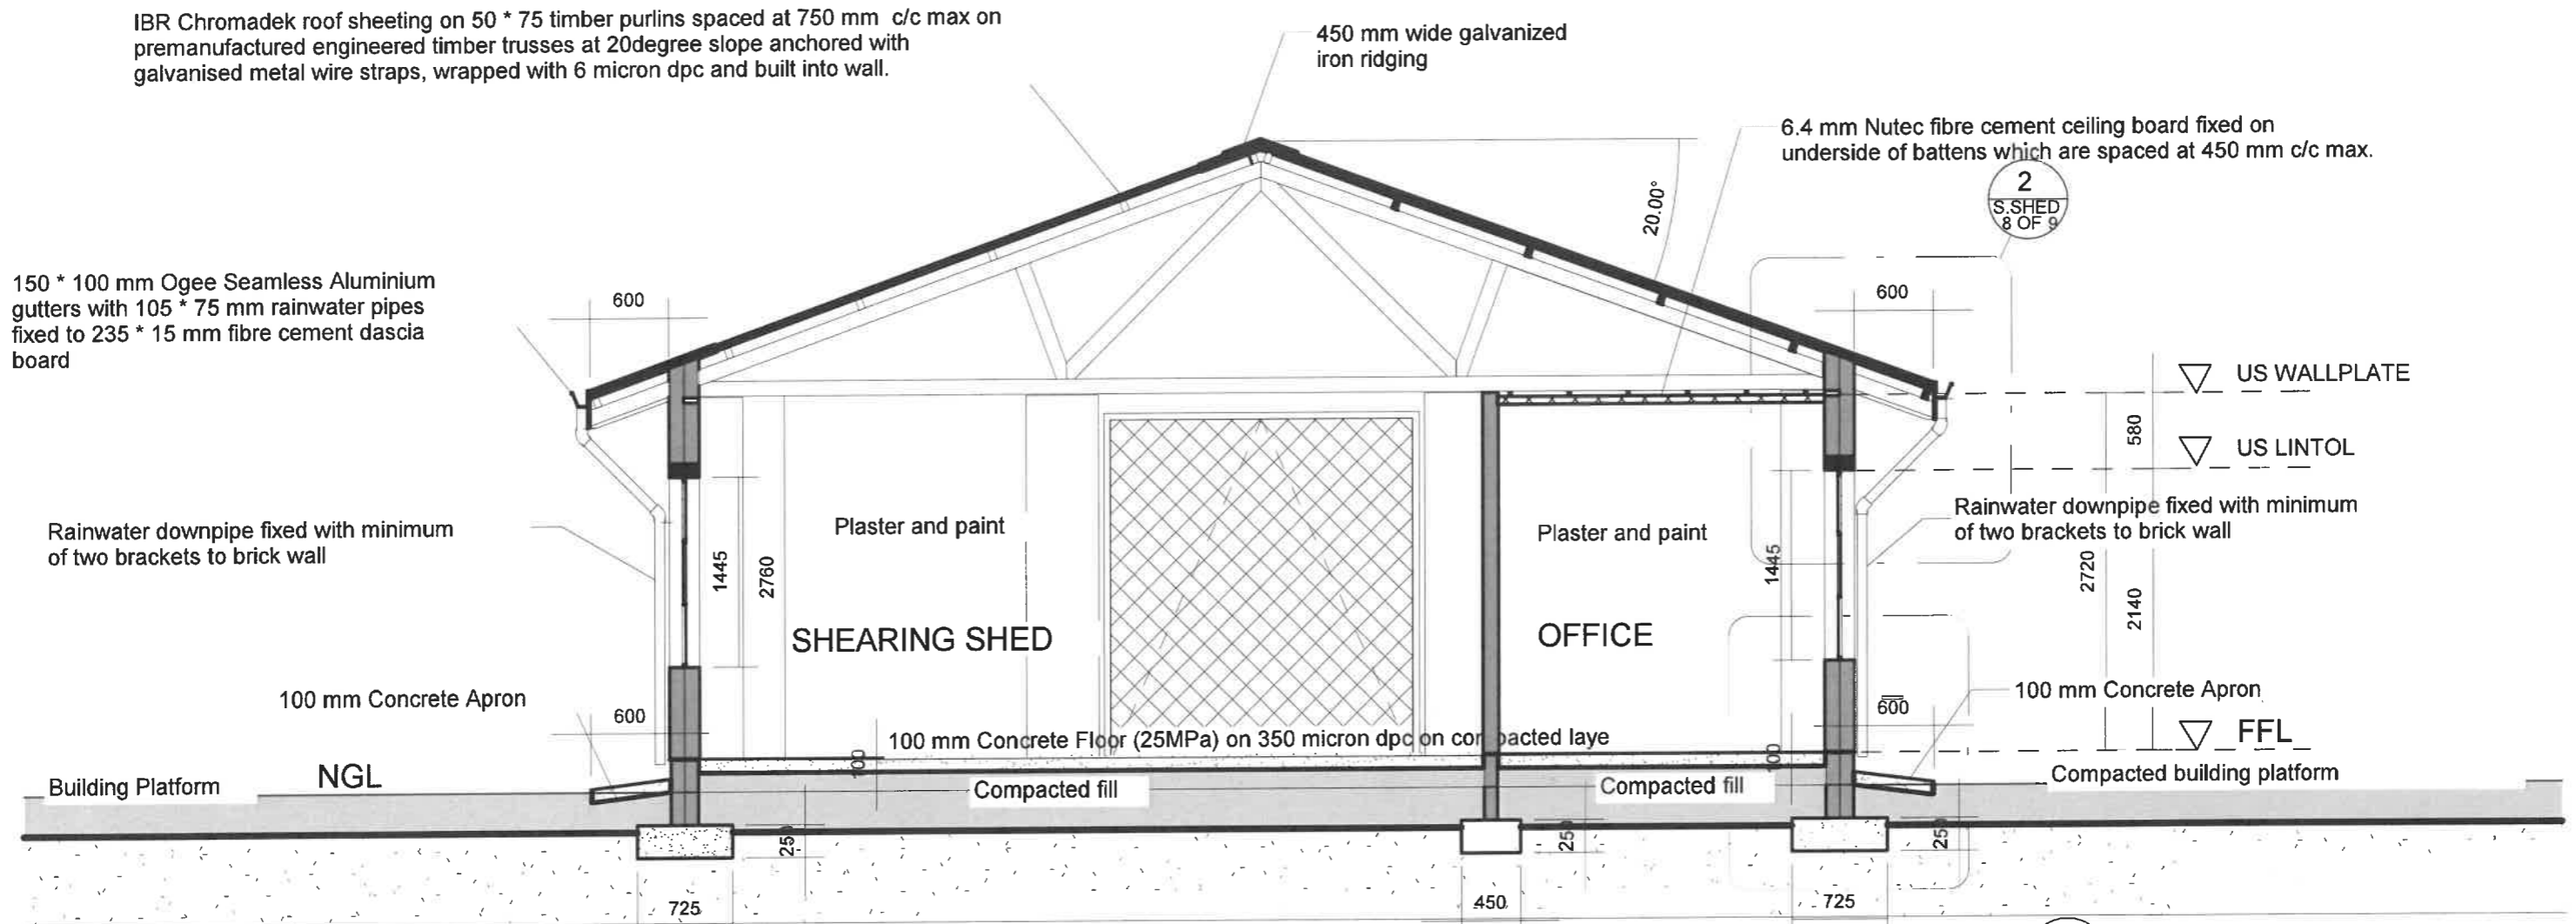 IBR Chromadek roof sheeting on 50 * 75 timber purlins spaced at 750 mm c/c max on
premanufactured engineered timber trusses at 20degree slope anchored with
galvanised metal wire straps, wrapped with 6 micron dpc and built into wall.
450 mm wide galvanized
iron ridging
6.4 mm Nutec fibre cement ceiling board fixed on
underside of battens which are spaced at 450 mm c/c max.
2
S.SHED
8 OF 9
20.00°
150 * 100 mm Ogee Seamless Aluminium
gutters with 105 * 75 mm rainwater pipes
fixed to 235 * 15 mm fibre cement dascia
board
600
600
US WALLPLATE
580
US LINTOL
Rainwater downpipe fixed with minimum
of two brackets to brick wall
Plaster and paint
Plaster and paint
Rainwater downpipe fixed with minimum
of two brackets to brick wall
1445
2760
1445
2720
2140
SHEARING SHED
OFFICE
100 mm Concrete Apron
600
600
100 mm Concrete Apron
100 mm Concrete Floor (25MPa) on 350 micron dpc on compacted laye
FFL
100
100
Building Platform
NGL
Compacted fill
Compacted fill
Compacted building platform
250
250
250
725
450
725